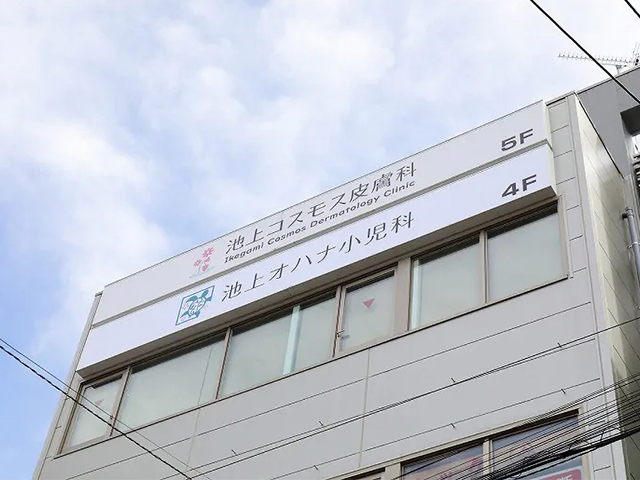 池上コスモス皮膚科 5F
Ikegami Cosmos Dermatology Clinic
池上オハナ小児科 4F